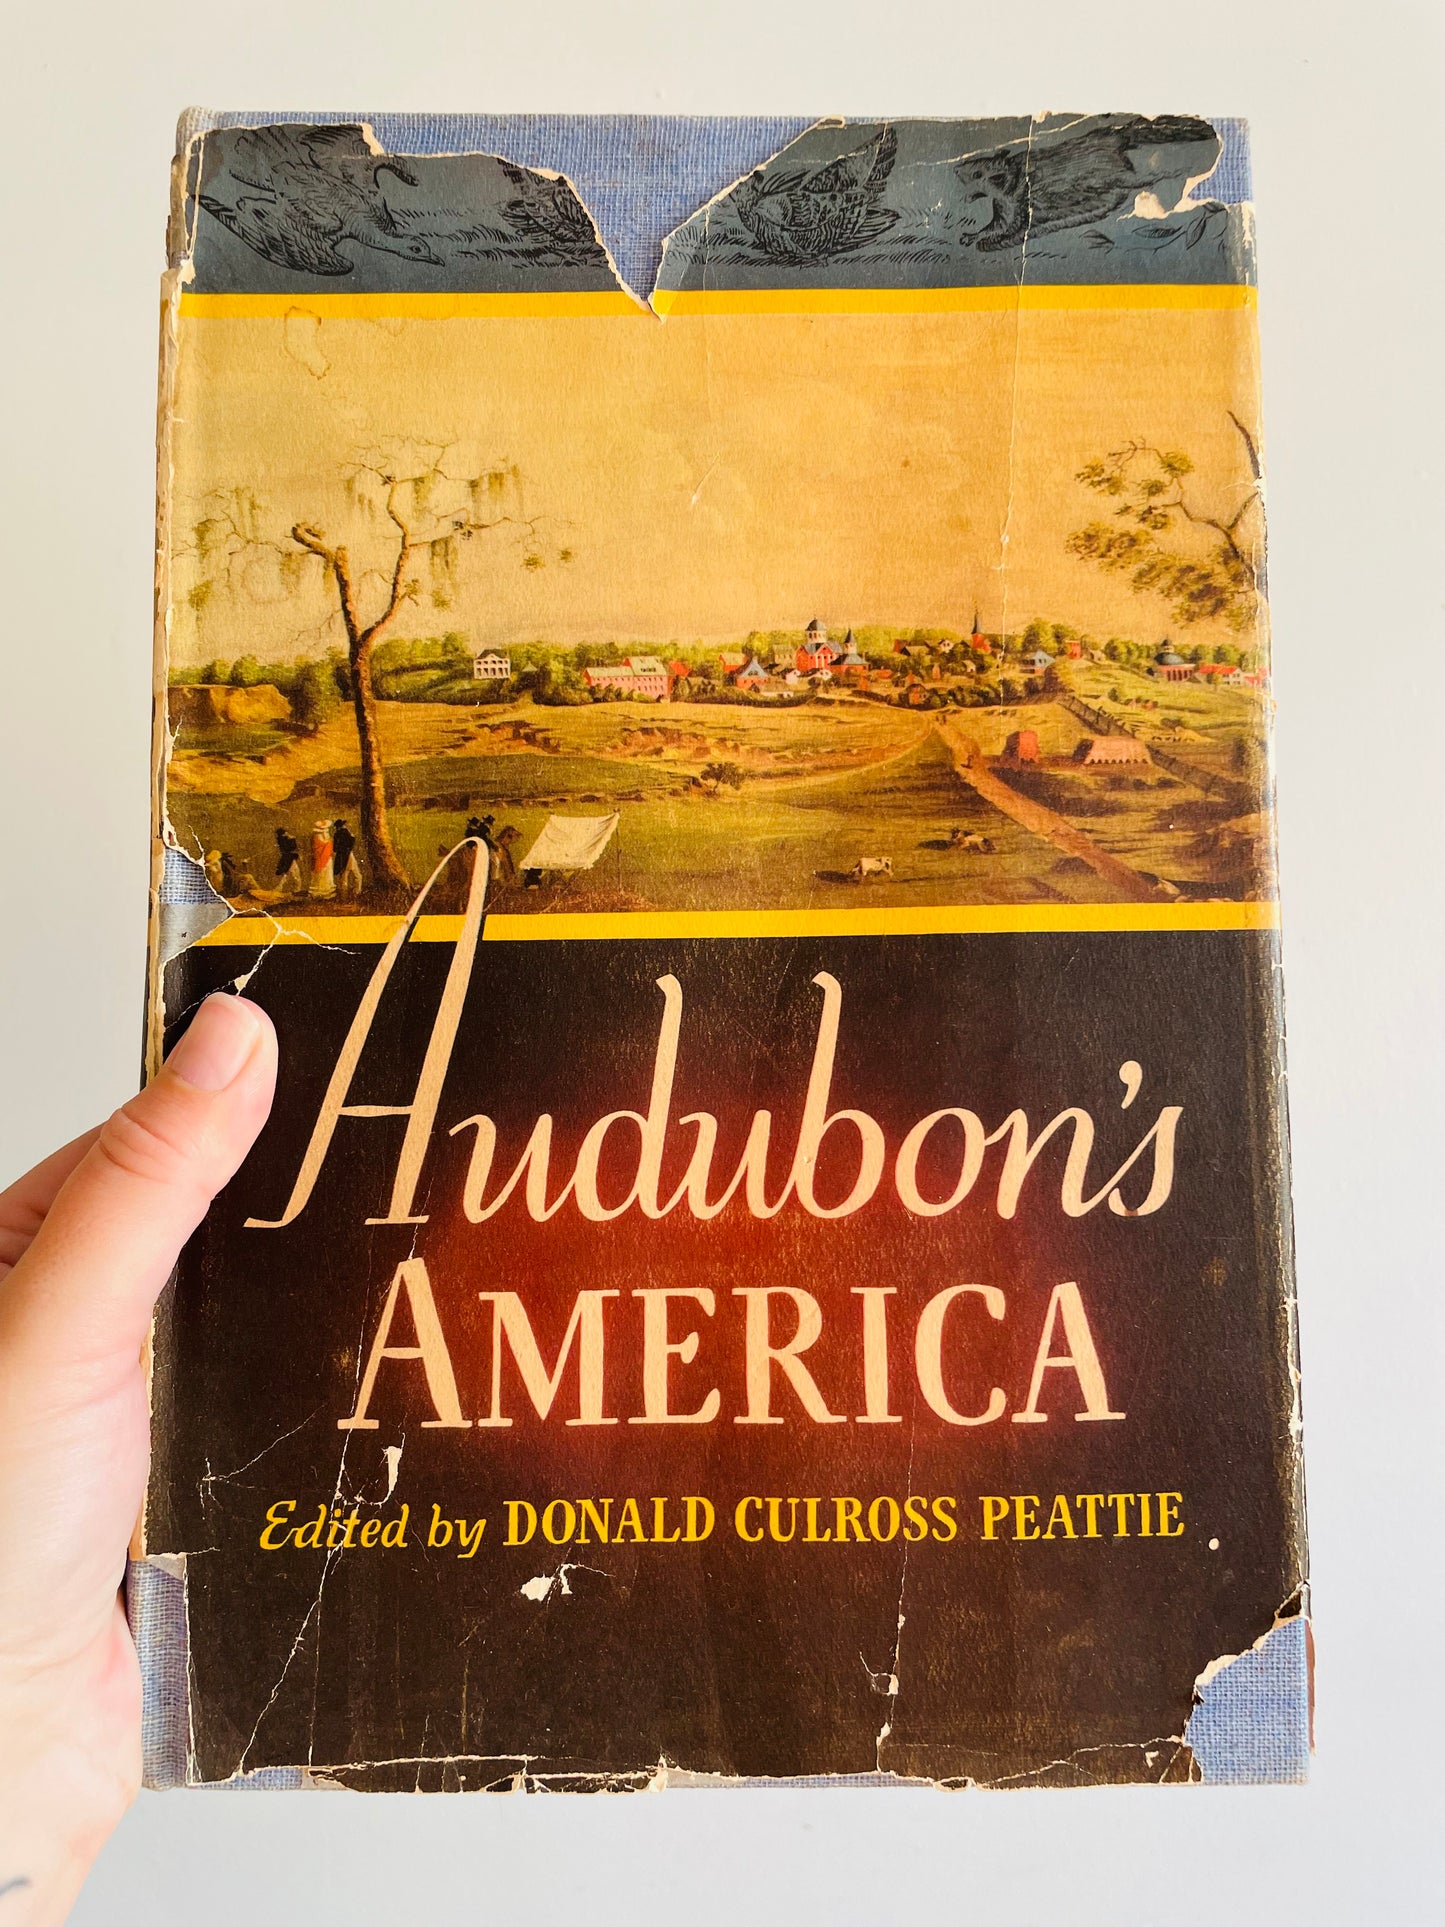 Audubon's
AMERICA
Edited by DONALD CULROSS PEATTIE